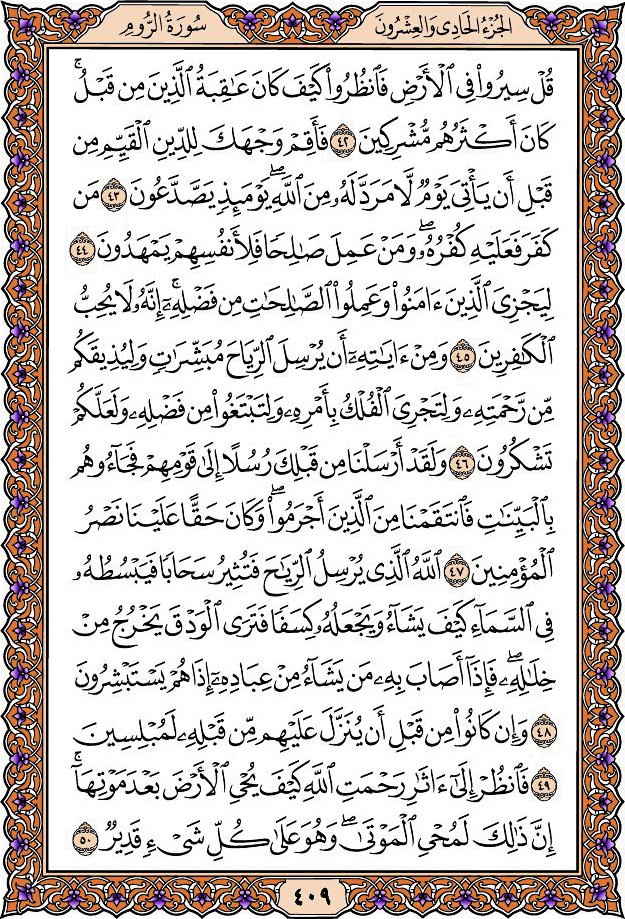 الجُزْءُ الحَادِى وَالعِشْرُونَ
سُورَةُ الرُّومِ
قُلْ سِيرُوا۟ فِى ٱلْأَرْضِ فَٱنظُرُوا۟ كَيْفَ كَانَ عَٰقِبَةُ ٱلَّذِينَ مِن قَبْلُ ۚ
كَانَ أَكْثَرُهُم مُّشْرِكِينَ ٤٢ فَأَقِمْ وَجْهَكَ لِلدِّينِ ٱلْقَيِّمِ مِن
قَبْلِ أَن يَأْتِىَ يَوْمٌ لَّا مَرَدَّ لَهُۥ مِنَ ٱللَّهِ ۖ يَوْمَئِذٍ يَصَّدَّعُونَ ٤٣ مَن
كَفَرَ فَعَلَيْهِ كُفْرُهُۥ ۖ وَمَنْ عَمِلَ صَٰلِحًا فَلِأَنفُسِهِمْ يَمْهَدُونَ ٤٤
لِيَجْزِىَ ٱلَّذِينَ ءَامَنُوا۟ وَعَمِلُوا۟ ٱلصَّٰلِحَٰتِ مِن فَضْلِهِۦٓ ۚ إِنَّهُۥ لَا يُحِبُّ
ٱلْكَٰفِرِينَ ٤٥ وَمِنْ ءَايَٰتِهِۦٓ أَن يُرْسِلَ ٱلرِّيَاحَ مُبَشِّرَٰتٍ وَلِيُذِيقَكُم
مِّن رَّحْمَتِهِۦ وَلِتَجْرِىَ ٱلْفُلْكُ بِأَمْرِهِۦ وَلِتَبْتَغُوا۟ مِن فَضْلِهِۦ وَلَعَلَّكُمْ
تَشْكُرُونَ ٤٦ وَلَقَدْ أَرْسَلْنَا مِن قَبْلِكَ رُسُلًا إِلَىٰ قَوْمِهِمْ فَجَآءُوهُم
بِٱلْبَيِّنَٰتِ فَٱنتَقَمْنَا مِنَ ٱلَّذِينَ أَجْرَمُوا۟ ۖ وَكَانَ حَقًّا عَلَيْنَا نَصْرُ
ٱلْمُؤْمِنِينَ ٤٧ ٱللَّهُ ٱلَّذِى يُرْسِلُ ٱلرِّيَٰحَ فَتُثِيرُ سَحَابًا فَيَبْسُطُهُۥ
فِى ٱلسَّمَآءِ كَيْفَ يَشَآءُ وَيَجْعَلُهُۥ كِسَفًا فَتَرَى ٱلْوَدْقَ يَخْرُجُ مِنْ
خِلَٰلِهِۦ ۖ فَإِذَآ أَصَابَ بِهِۦ مَن يَشَآءُ مِنْ عِبَادِهِۦٓ إِذَا هُمْ يَسْتَبْشِرُونَ
٤٨ وَإِن كَانُوا۟ مِن قَبْلِ أَن يُنَزَّلَ عَلَيْهِم مِّن قَبْلِهِۦ لَمُبْلِسِينَ
٤٩ فَٱنظُرْ إِلَىٰٓ ءَاثَٰرِ رَحْمَتِ ٱللَّهِ كَيْفَ يُحْىِ ٱلْأَرْضَ بَعْدَ مَوْتِهَآ ۚ
إِنَّ ذَٰلِكَ لَمُحْىِ ٱلْمَوْتَىٰ ۖ وَهُوَ عَلَىٰ كُلِّ شَىْءٍ قَدِيرٌ ٥٠
٤٠٩